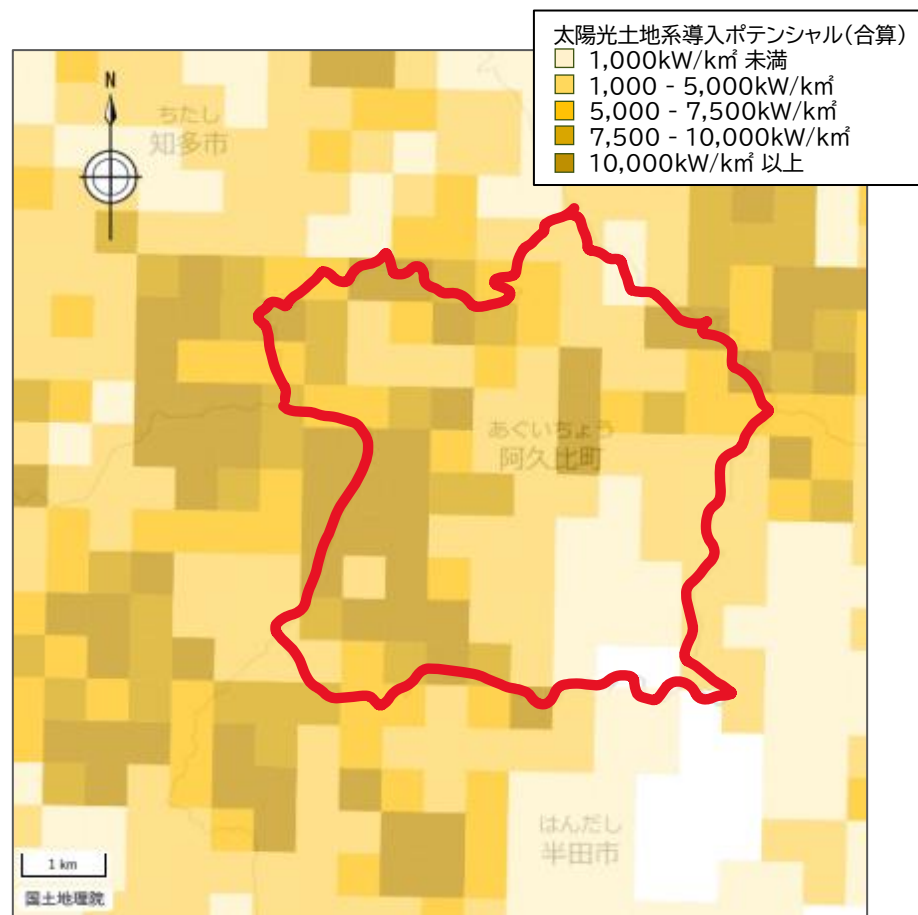 太陽光土地系導入ポテンシャル(合算)
1,000kW/k㎡ 未満
1,000 - 5,000kW/k㎡
5,000 - 7,500kW/k㎡
7,500 - 10,000kW/k㎡
10,000kW/k㎡ 以上
N
ちたし
知多市
あぐいちょう
阿久比町
はんだし
半田市
1 km
国土地理院